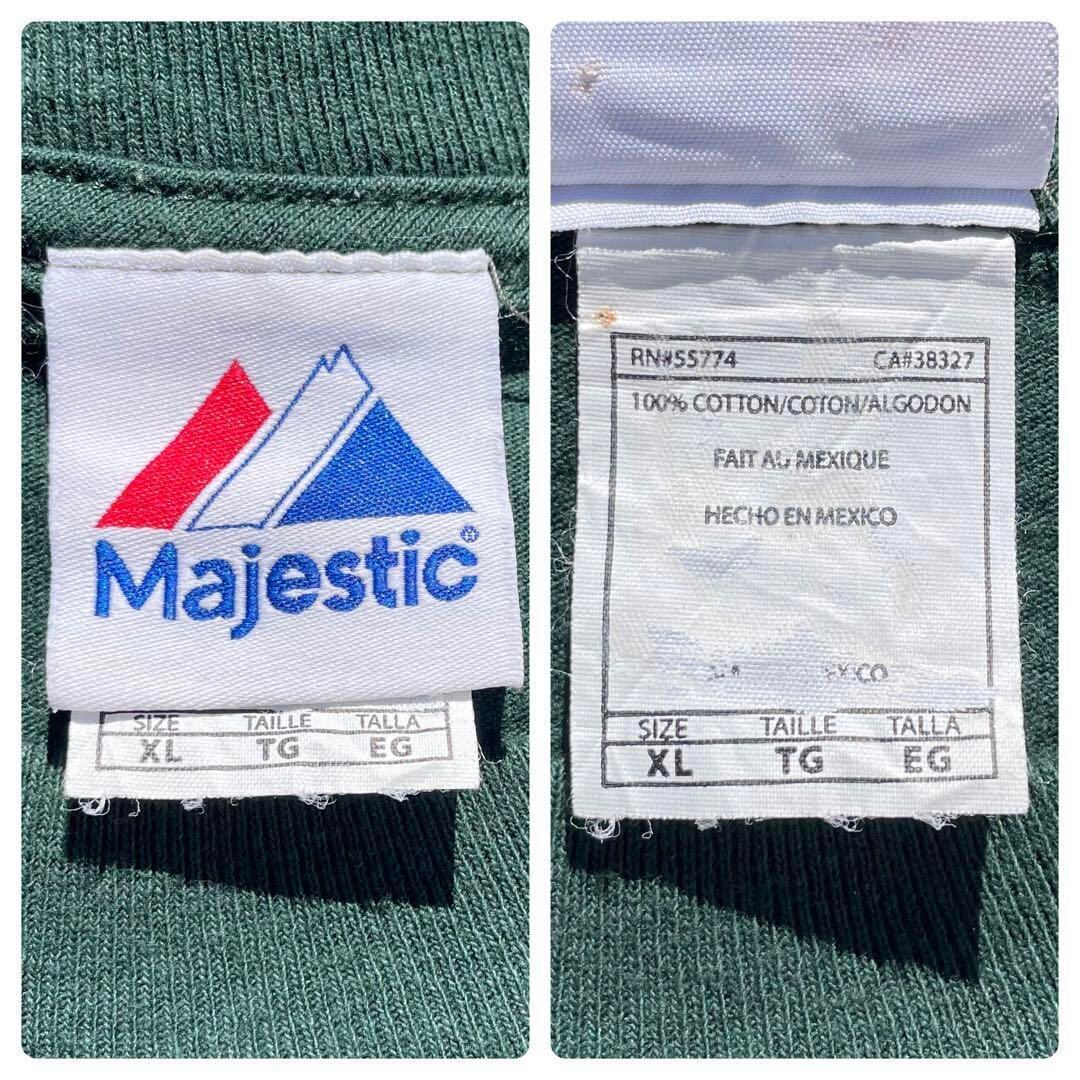 Majestic®
SIZE TAILLE TALLA
XL TG EG
RN#55774 CA#38327
100% COTTON/COTON/ALGODON
FAIT AU MEXIQUE
HECHO EN MEXICO
SIZE TAILLE TALLA
XL TG EG